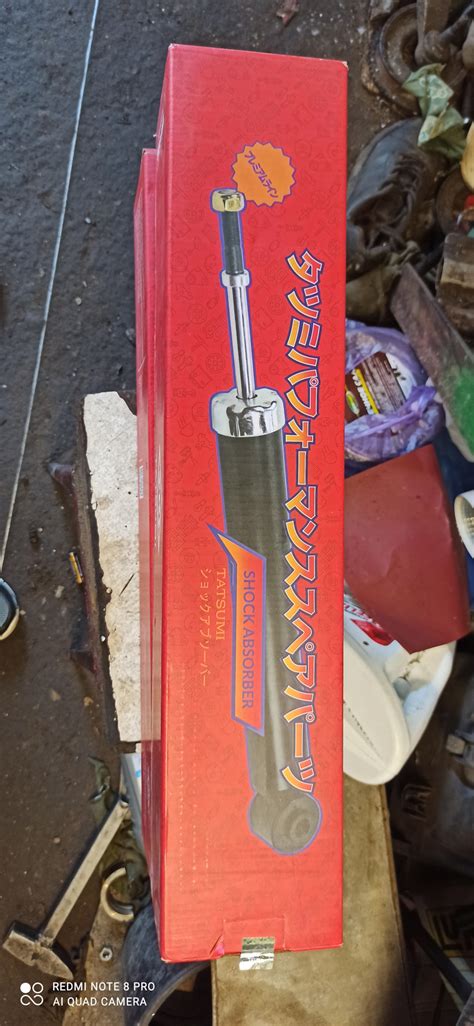 プレミアムテイン
タツミパフォーマンススペアパーツ
SHOCK ABSORBER
TATSUMI
ショックアブソーバー
REDMI NOTE 8 PRO
AI QUAD CAMERA